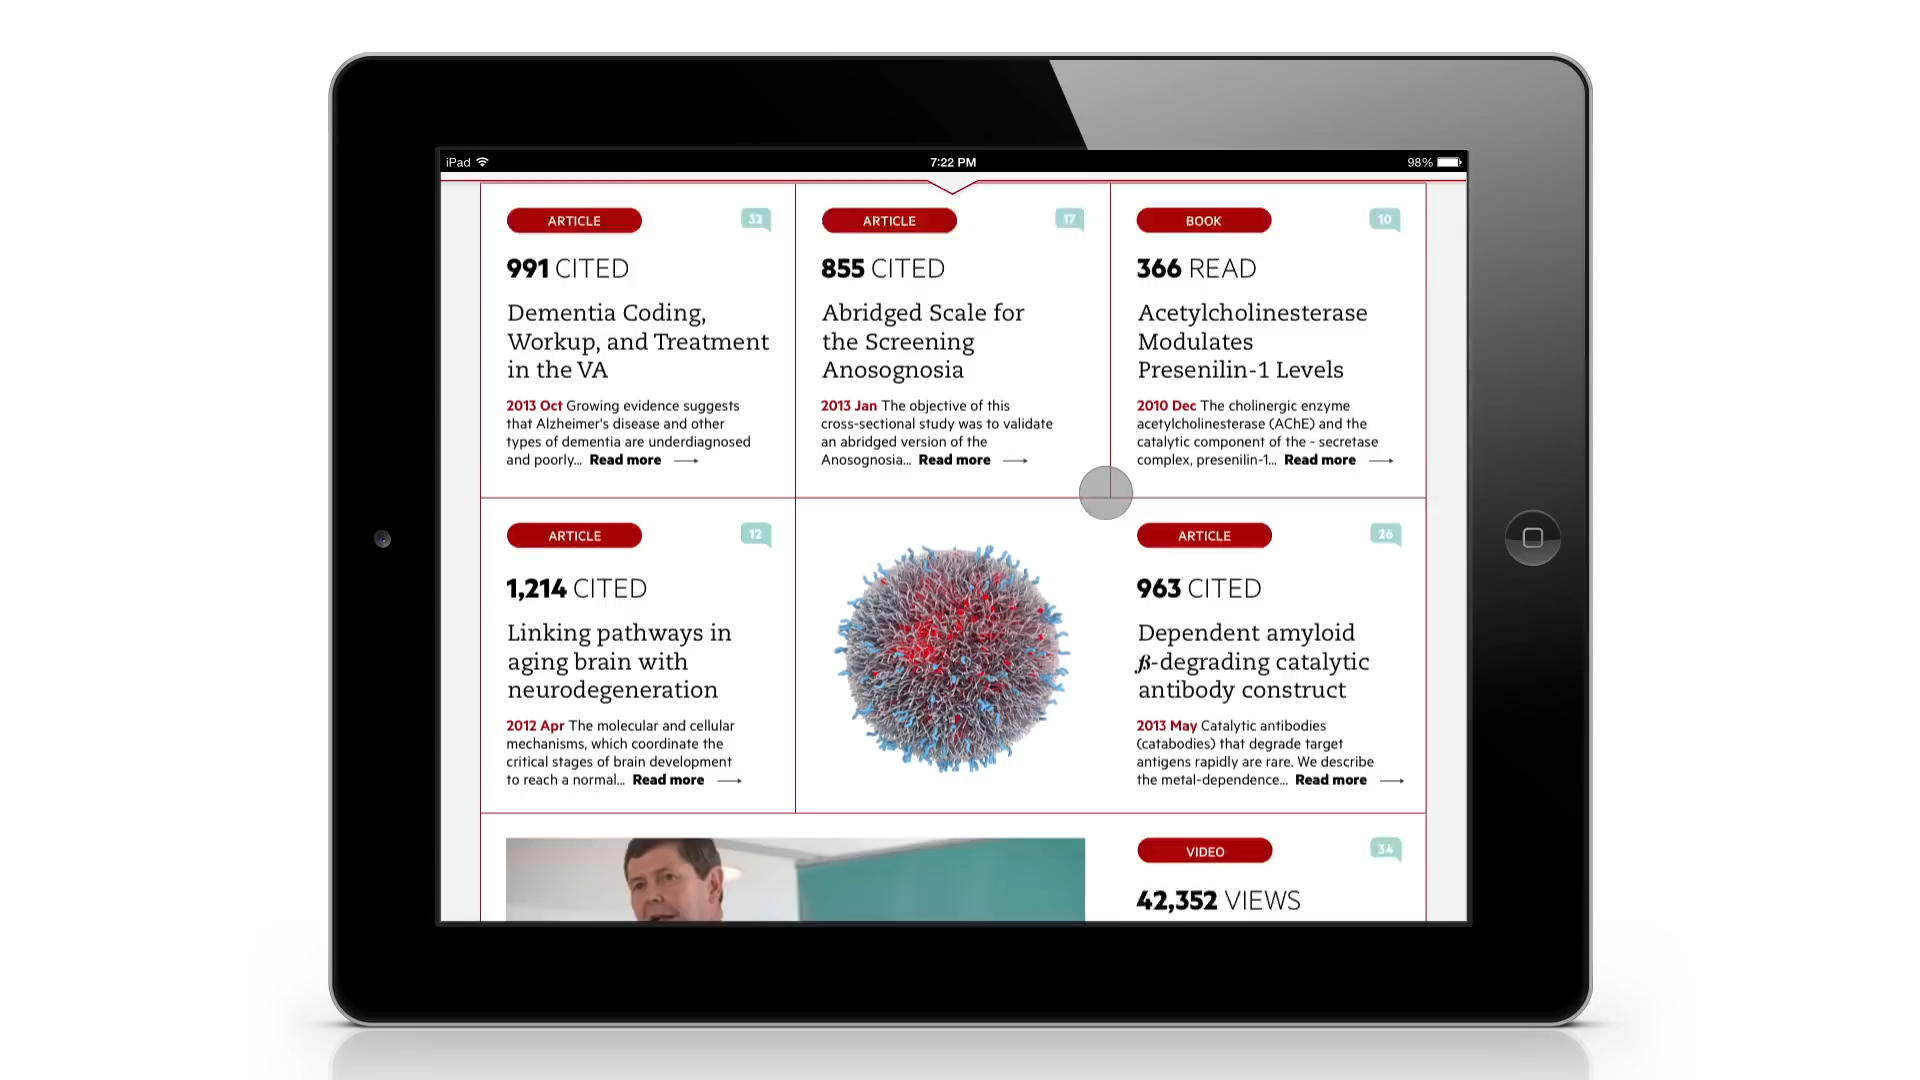 iPad
7:22 PM
98%
ARTICLE
32
991 CITED
Dementia Coding,
Workup, and Treatment
in the VA
2013 Oct Growing evidence suggests
that Alzheimer's disease and other
types of dementia are underdiagnosed
and poorly... Read more
ARTICLE
17
855 CITED
Abridged Scale for
the Screening
Anosognosia
2013 Jan The objective of this
cross-sectional study was to validate
an abridged version of the
Anosognosia... Read more
BOOK
10
366 READ
Acetylcholinesterase
Modulates
Presenilin-1 Levels
2010 Dec The cholinergic enzyme
acetylcholinesterase (AChE) and the
catalytic component of the - secretase
complex, presenilin-1... Read more
ARTICLE
12
1,214 CITED
Linking pathways in
aging brain with
neurodegeneration
2012 Apr The molecular and cellular
mechanisms, which coordinate the
critical stages of brain development
to reach a normal... Read more
ARTICLE
26
963 CITED
Dependent amyloid
ß-degrading catalytic
antibody construct
2013 May Catalytic antibodies
(catabodies) that degrade target
antigens rapidly are rare. We describe
the metal-dependence... Read more
VIDEO
34
42,352 VIEWS